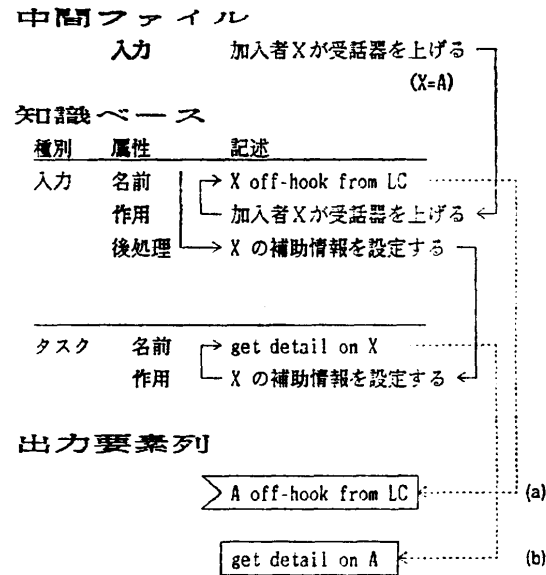 中間ファイル
入力 加入者Xが受話器を上げる
(X=A)
知識ベース
種別 属性 記述
入力 名前 X off-hook from LC
作用 加入者Xが受話器を上げる
後処理 X の補助情報を設定する
タスク 名前 get detail on X
作用 X の補助情報を設定する
出力要素列
A off-hook from LC (a)
get detail on A (b)